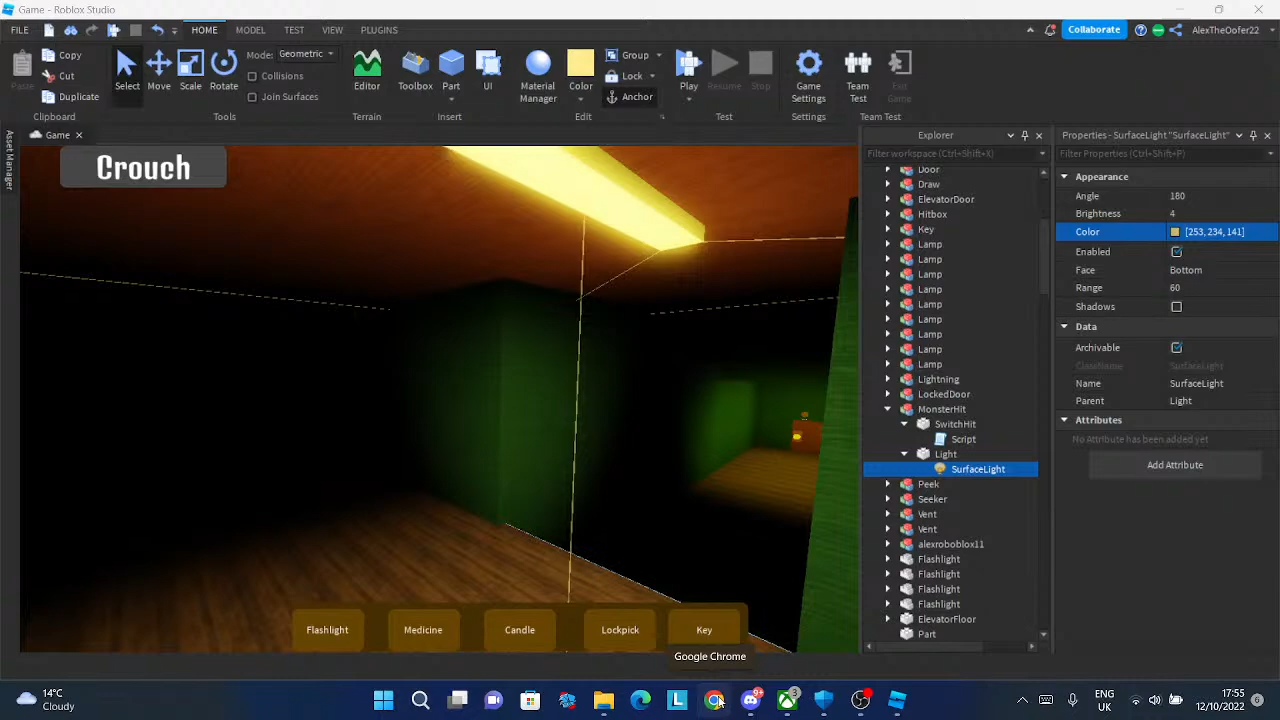 Game - Roblox Studio
FILE HOME MODEL TEST VIEW PLUGINS Collaborate AlexTheOofer22
Paste Copy Cut Duplicate Clipboard
Select Move Scale Rotate Mode: Geometric Collisions Join Surfaces Tools
Editor Terrain
Toolbox Part UI Insert
Material Manager Color Group Lock Anchor Edit
Play Resume Stop Test
Game Settings Settings
Team Test Exit Game Team Test
Asset Manager
Game
Crouch
Flashlight Medicine Candle Lockpick Key
Google Chrome
Explorer
Filter workspace (Ctrl+Shift+X)
Door
Draw
ElevatorDoor
Hitbox
Key
Lamp
Lamp
Lamp
Lamp
Lamp
Lamp
Lamp
Lamp
Lamp
Lightning
LockedDoor
MonsterHit
SwitchHit
Script
Light
SurfaceLight
Peek
Seeker
Vent
Vent
alexroboblox11
Flashlight
Flashlight
Flashlight
Flashlight
ElevatorFloor
Part
Properties - SurfaceLight "SurfaceLight"
Filter Properties (Ctrl+Shift+P)
Appearance
Angle 180
Brightness 4
Color [253, 234, 141]
Enabled
Face Bottom
Range 60
Shadows
Data
Archivable
ClassName SurfaceLight
Name SurfaceLight
Parent Light
Attributes
No Attribute has been added yet
Add Attribute
14°C
Cloudy
L
9+
3
ENG
UK
17:55
12/10/2022
6